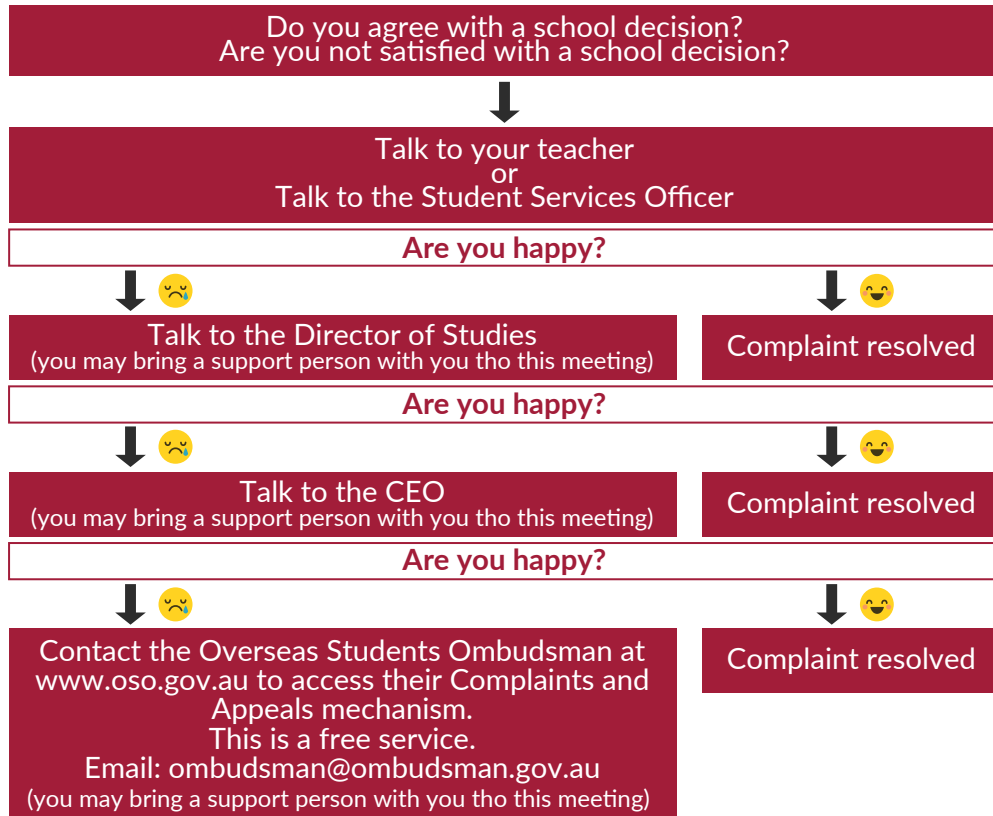 Do you agree with a school decision?
Are you not satisfied with a school decision?
Talk to your teacher
or
Talk to the Student Services Officer
Are you happy?
Talk to the Director of Studies
(you may bring a support person with you tho this meeting)
Complaint resolved
Are you happy?
Talk to the CEO
(you may bring a support person with you tho this meeting)
Complaint resolved
Are you happy?
Contact the Overseas Students Ombudsman at
www.oso.gov.au to access their Complaints and
Appeals mechanism.
This is a free service.
Email: ombudsman@ombudsman.gov.au
(you may bring a support person with you tho this meeting)
Complaint resolved